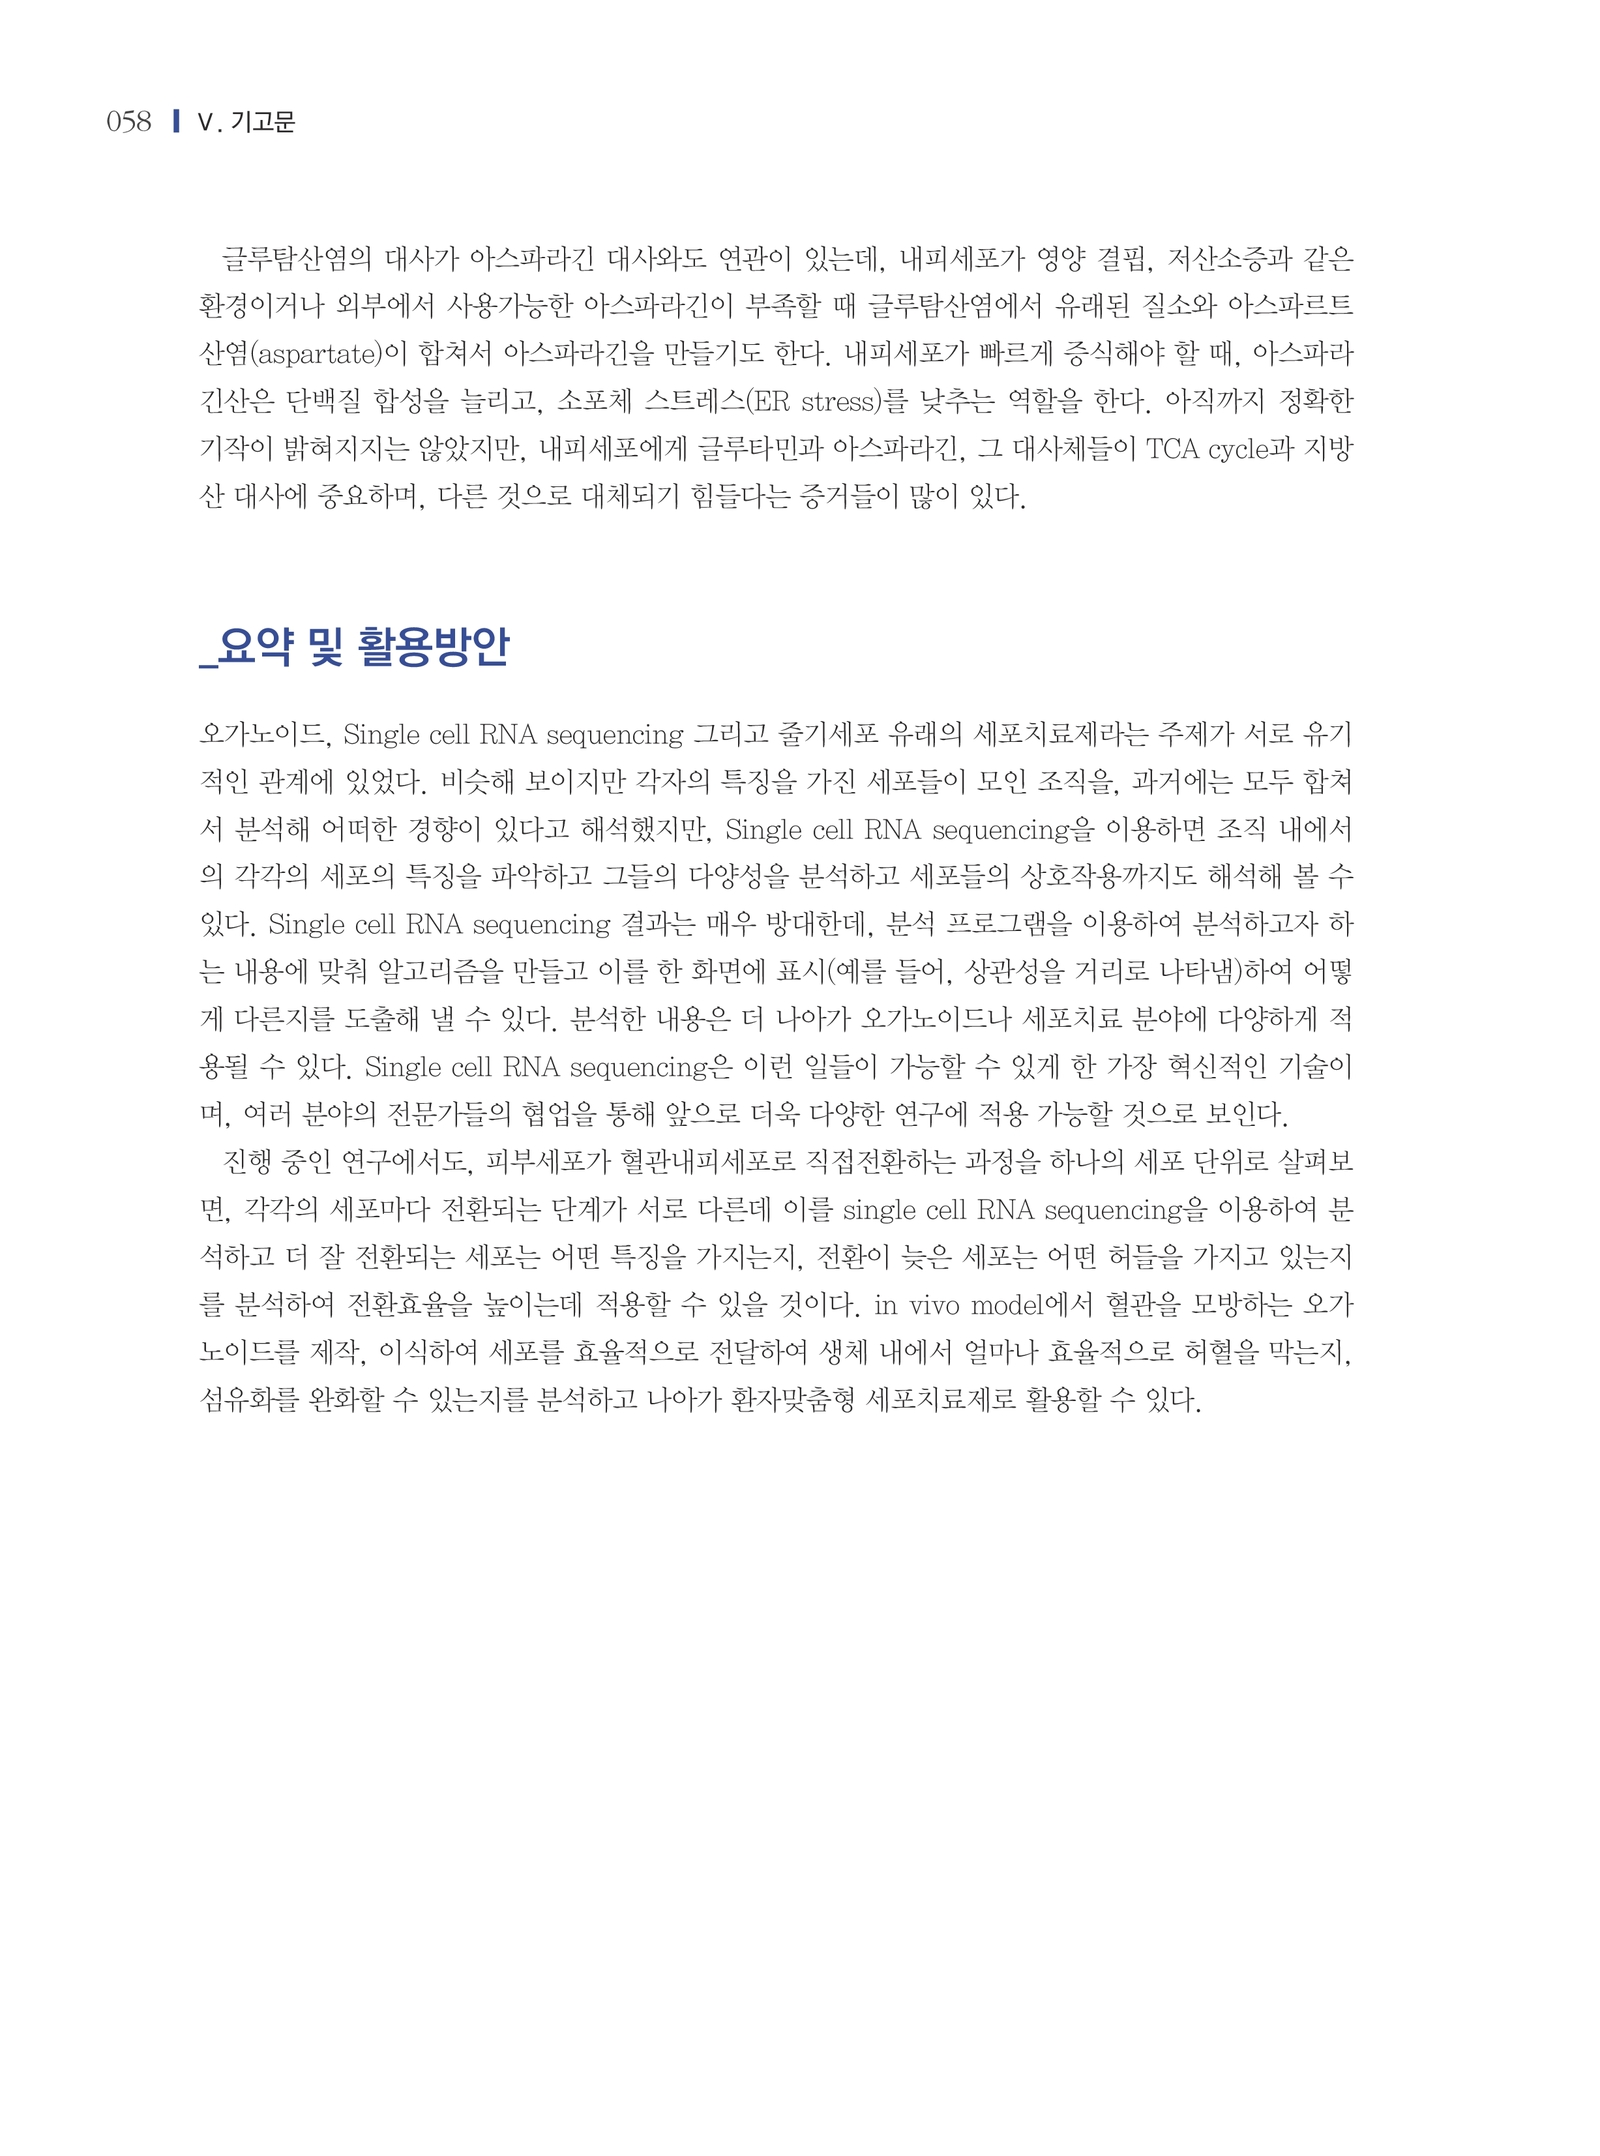 058 V. 기고문
글루탐산염의 대사가 아스파라긴 대사와도 연관이 있는데, 내피세포가 영양 결핍, 저산소증과 같은
환경이거나 외부에서 사용가능한 아스파라긴이 부족할 때 글루탐산염에서 유래된 질소와 아스파르트
산염(aspartate)이 합쳐서 아스파라긴을 만들기도 한다. 내피세포가 빠르게 증식해야 할 때, 아스파라
긴산은 단백질 합성을 늘리고, 소포체 스트레스(ER stress)를 낮추는 역할을 한다. 아직까지 정확한
기작이 밝혀지지는 않았지만, 내피세포에게 글루타민과 아스파라긴, 그 대사체들이 TCA cycle과 지방
산 대사에 중요하며, 다른 것으로 대체되기 힘들다는 증거들이 많이 있다.
_요약 및 활용방안
오가노이드, Single cell RNA sequencing 그리고 줄기세포 유래의 세포치료제라는 주제가 서로 유기
적인 관계에 있었다. 비슷해 보이지만 각자의 특징을 가진 세포들이 모인 조직을, 과거에는 모두 합쳐
서 분석해 어떠한 경향이 있다고 해석했지만, Single cell RNA sequencing을 이용하면 조직 내에서
의 각각의 세포의 특징을 파악하고 그들의 다양성을 분석하고 세포들의 상호작용까지도 해석해 볼 수
있다. Single cell RNA sequencing 결과는 매우 방대한데, 분석 프로그램을 이용하여 분석하고자 하
는 내용에 맞춰 알고리즘을 만들고 이를 한 화면에 표시(예를 들어, 상관성을 거리로 나타냄)하여 어떻
게 다른지를 도출해 낼 수 있다. 분석한 내용은 더 나아가 오가노이드나 세포치료 분야에 다양하게 적
용될 수 있다. Single cell RNA sequencing은 이런 일들이 가능할 수 있게 한 가장 혁신적인 기술이
며, 여러 분야의 전문가들의 협업을 통해 앞으로 더욱 다양한 연구에 적용 가능할 것으로 보인다.
진행 중인 연구에서도, 피부세포가 혈관내피세포로 직접전환하는 과정을 하나의 세포 단위로 살펴보
면, 각각의 세포마다 전환되는 단계가 서로 다른데 이를 single cell RNA sequencing을 이용하여 분
석하고 더 잘 전환되는 세포는 어떤 특징을 가지는지, 전환이 늦은 세포는 어떤 허들을 가지고 있는지
를 분석하여 전환효율을 높이는데 적용할 수 있을 것이다. in vivo model에서 혈관을 모방하는 오가
노이드를 제작, 이식하여 세포를 효율적으로 전달하여 생체 내에서 얼마나 효율적으로 허혈을 막는지,
섬유화를 완화할 수 있는지를 분석하고 나아가 환자맞춤형 세포치료제로 활용할 수 있다.